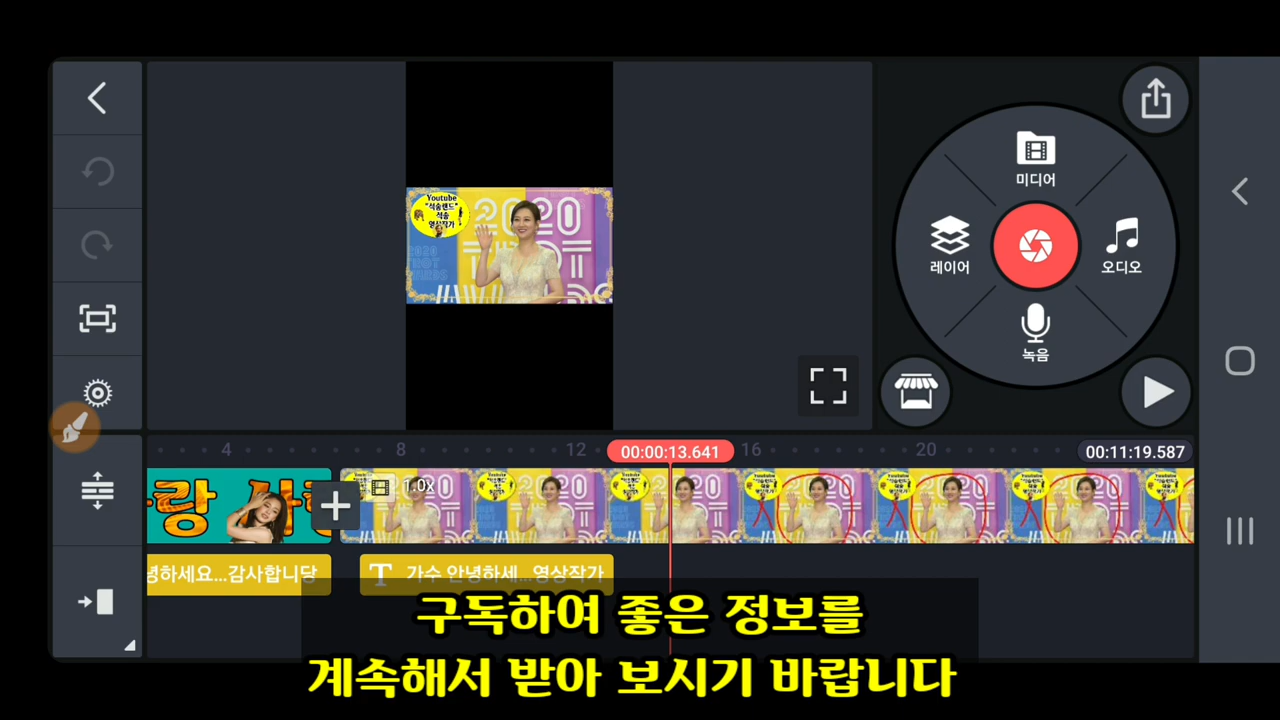 Youtube
"석송랜드"
석송
영상작가
2020
미디어
레이어
오디오
녹음
4
8
12
00:00:13.641
16
20
00:11:19.587
1.0x
녕하세요...감사합니당
T 가수 안녕하세...영상작가
구독하여 좋은 정보를
계속해서 받아 보시기 바랍니다